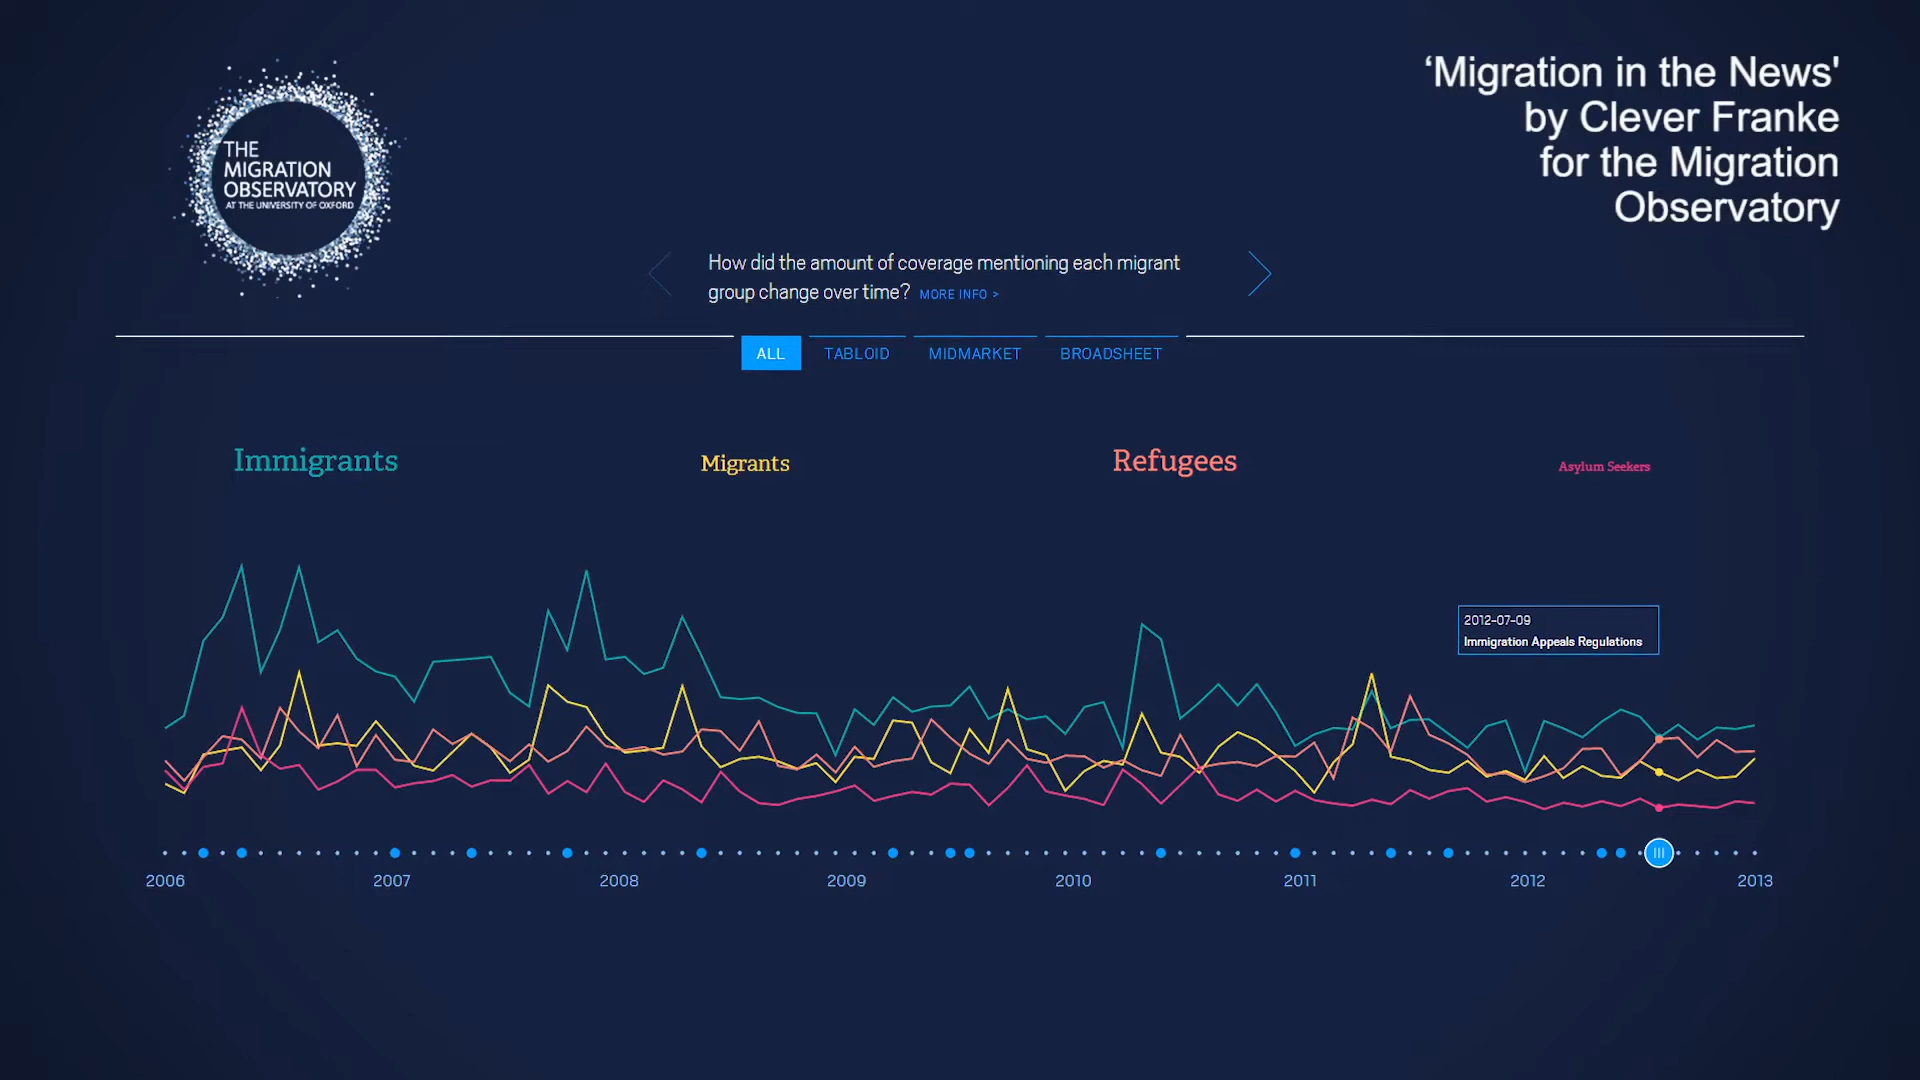 THE
MIGRATION
OBSERVATORY
AT THE UNIVERSITY OF OXFORD
‘Migration in the News'
by Clever Franke
for the Migration
Observatory
How did the amount of coverage mentioning each migrant
group change over time? MORE INFO >
ALL TABLOID MIDMARKET BROADSHEET
Immigrants Migrants Refugees Asylum Seekers
2012-07-09
Immigration Appeals Regulations
2006 2007 2008 2009 2010 2011 2012 2013